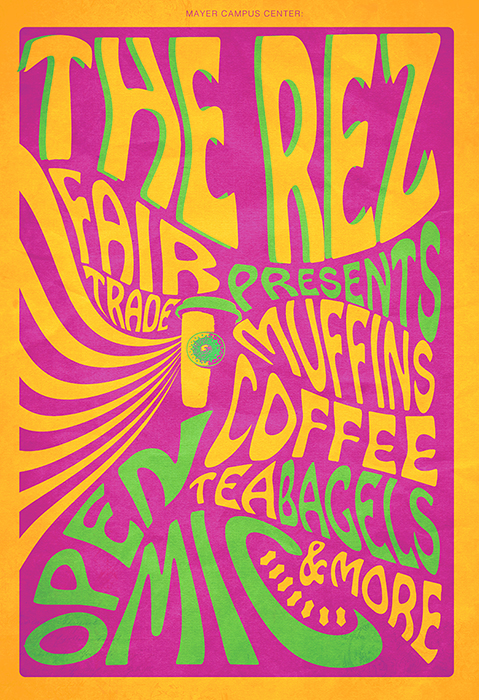 MAYER CAMPUS CENTER:
THE REZ
FAIR
TRADE
PRESENTS
MUFFINS
COFFEE
TEA BAGELS
& MORE
OPEN
MIC